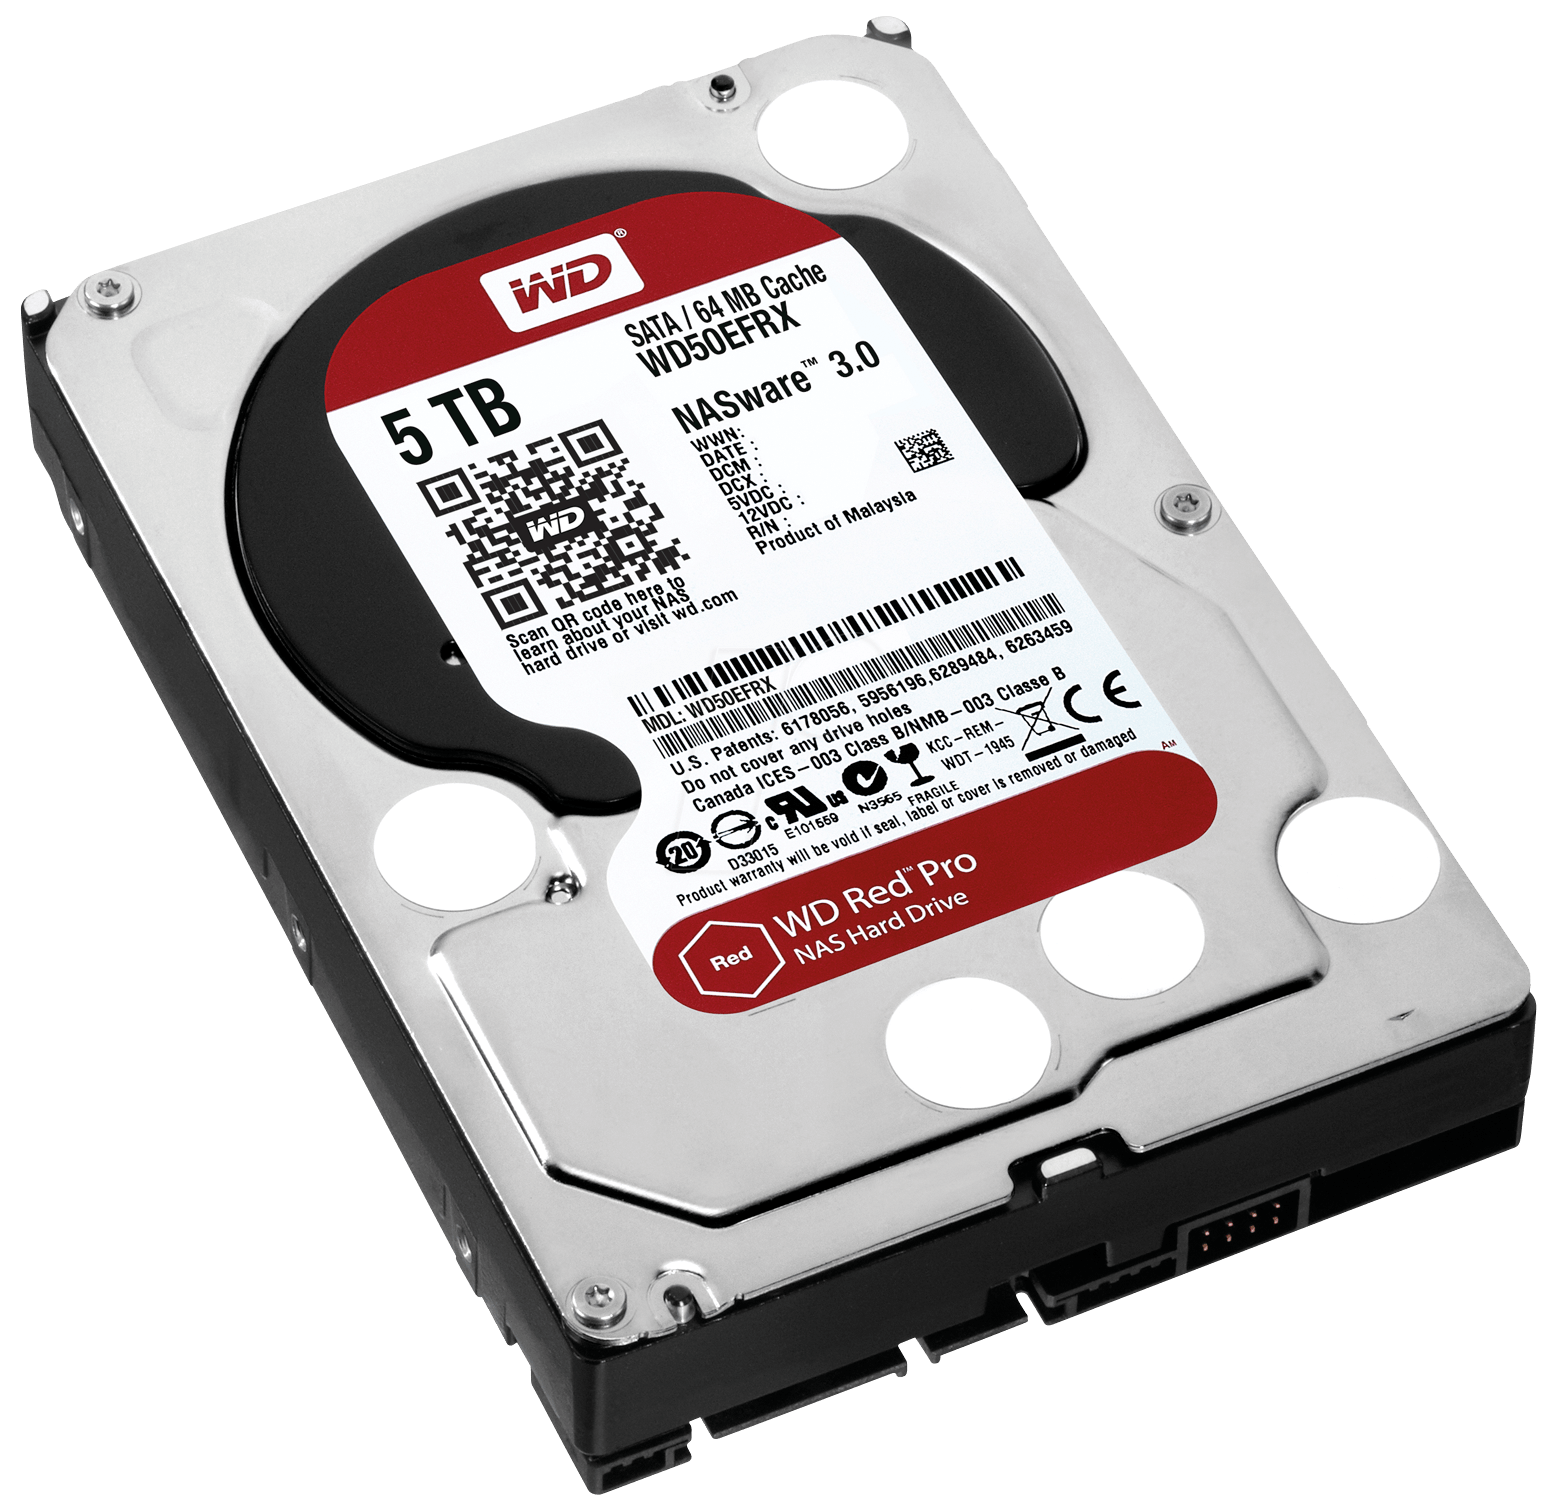 WD®
SATA / 64 MB Cache
WD50EFRX
5 TB
NASware™ 3.0
WWN:
DATE :
DCM :
DCX :
5VDC :
12VDC :
R/N :
Product of Malaysia
WD
Scan QR code here to
learn about your NAS
hard drive or visit wd.com
MDL: WD50EFRX
U.S. Patents: 6178056, 5956196,6289484, 6263459
Do not cover any drive holes
Canada ICES-003 Class B/NMB-003 Classe B
KCC-REM-
WDT-1945
CE
20
D33015
c RU us
E101559
N3565
FRAGILE
Product warranty will be void if seal, label or cover is removed or damaged
AM
Red
WD Red™ Pro
NAS Hard Drive